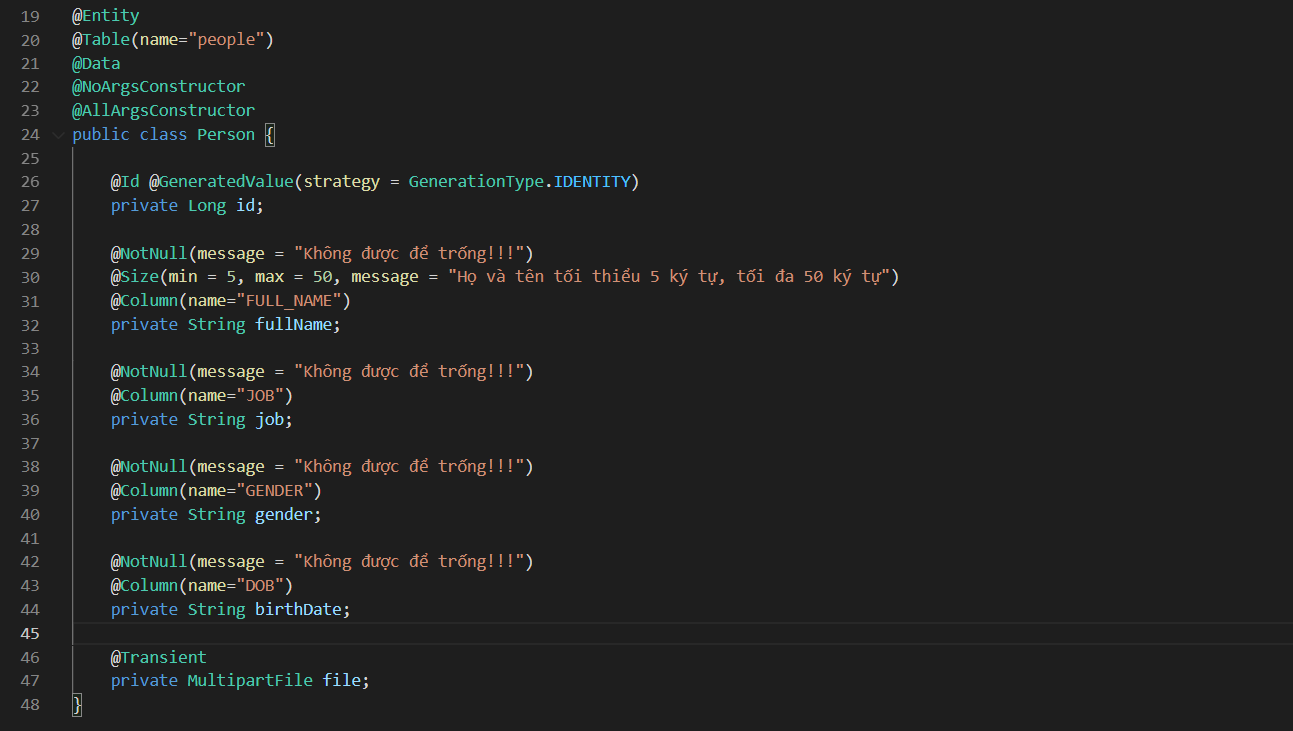 19 @Entity
20 @Table(name="people")
21 @Data
22 @NoArgsConstructor
23 @AllArgsConstructor
24 public class Person {
25
26 @Id @GeneratedValue(strategy = GenerationType.IDENTITY)
27 private Long id;
28
29 @NotNull(message = "Không được để trống!!!")
30 @Size(min = 5, max = 50, message = "Họ và tên tối thiểu 5 ký tự, tối đa 50 ký tự")
31 @Column(name="FULL_NAME")
32 private String fullName;
33
34 @NotNull(message = "Không được để trống!!!")
35 @Column(name="JOB")
36 private String job;
37
38 @NotNull(message = "Không được để trống!!!")
39 @Column(name="GENDER")
40 private String gender;
41
42 @NotNull(message = "Không được để trống!!!")
43 @Column(name="DOB")
44 private String birthDate;
45
46 @Transient
47 private MultipartFile file;
48 }